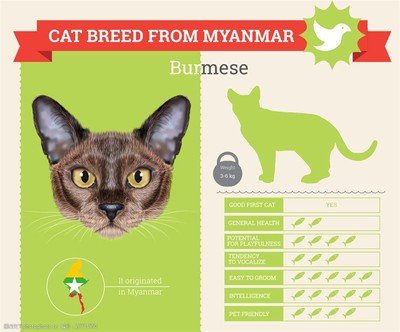 CAT BREED FROM MYANMAR
Burmese
Weight
3-6 kg
GOOD FIRST CAT YES
GENERAL HEALTH
POTENTIAL
FOR PLAYFULNESS
TENDENCY
TO VOCALIZE
EASY TO GROOM
INTELLIGENCE
PET FRIENDLY
It originated
in Myanmar